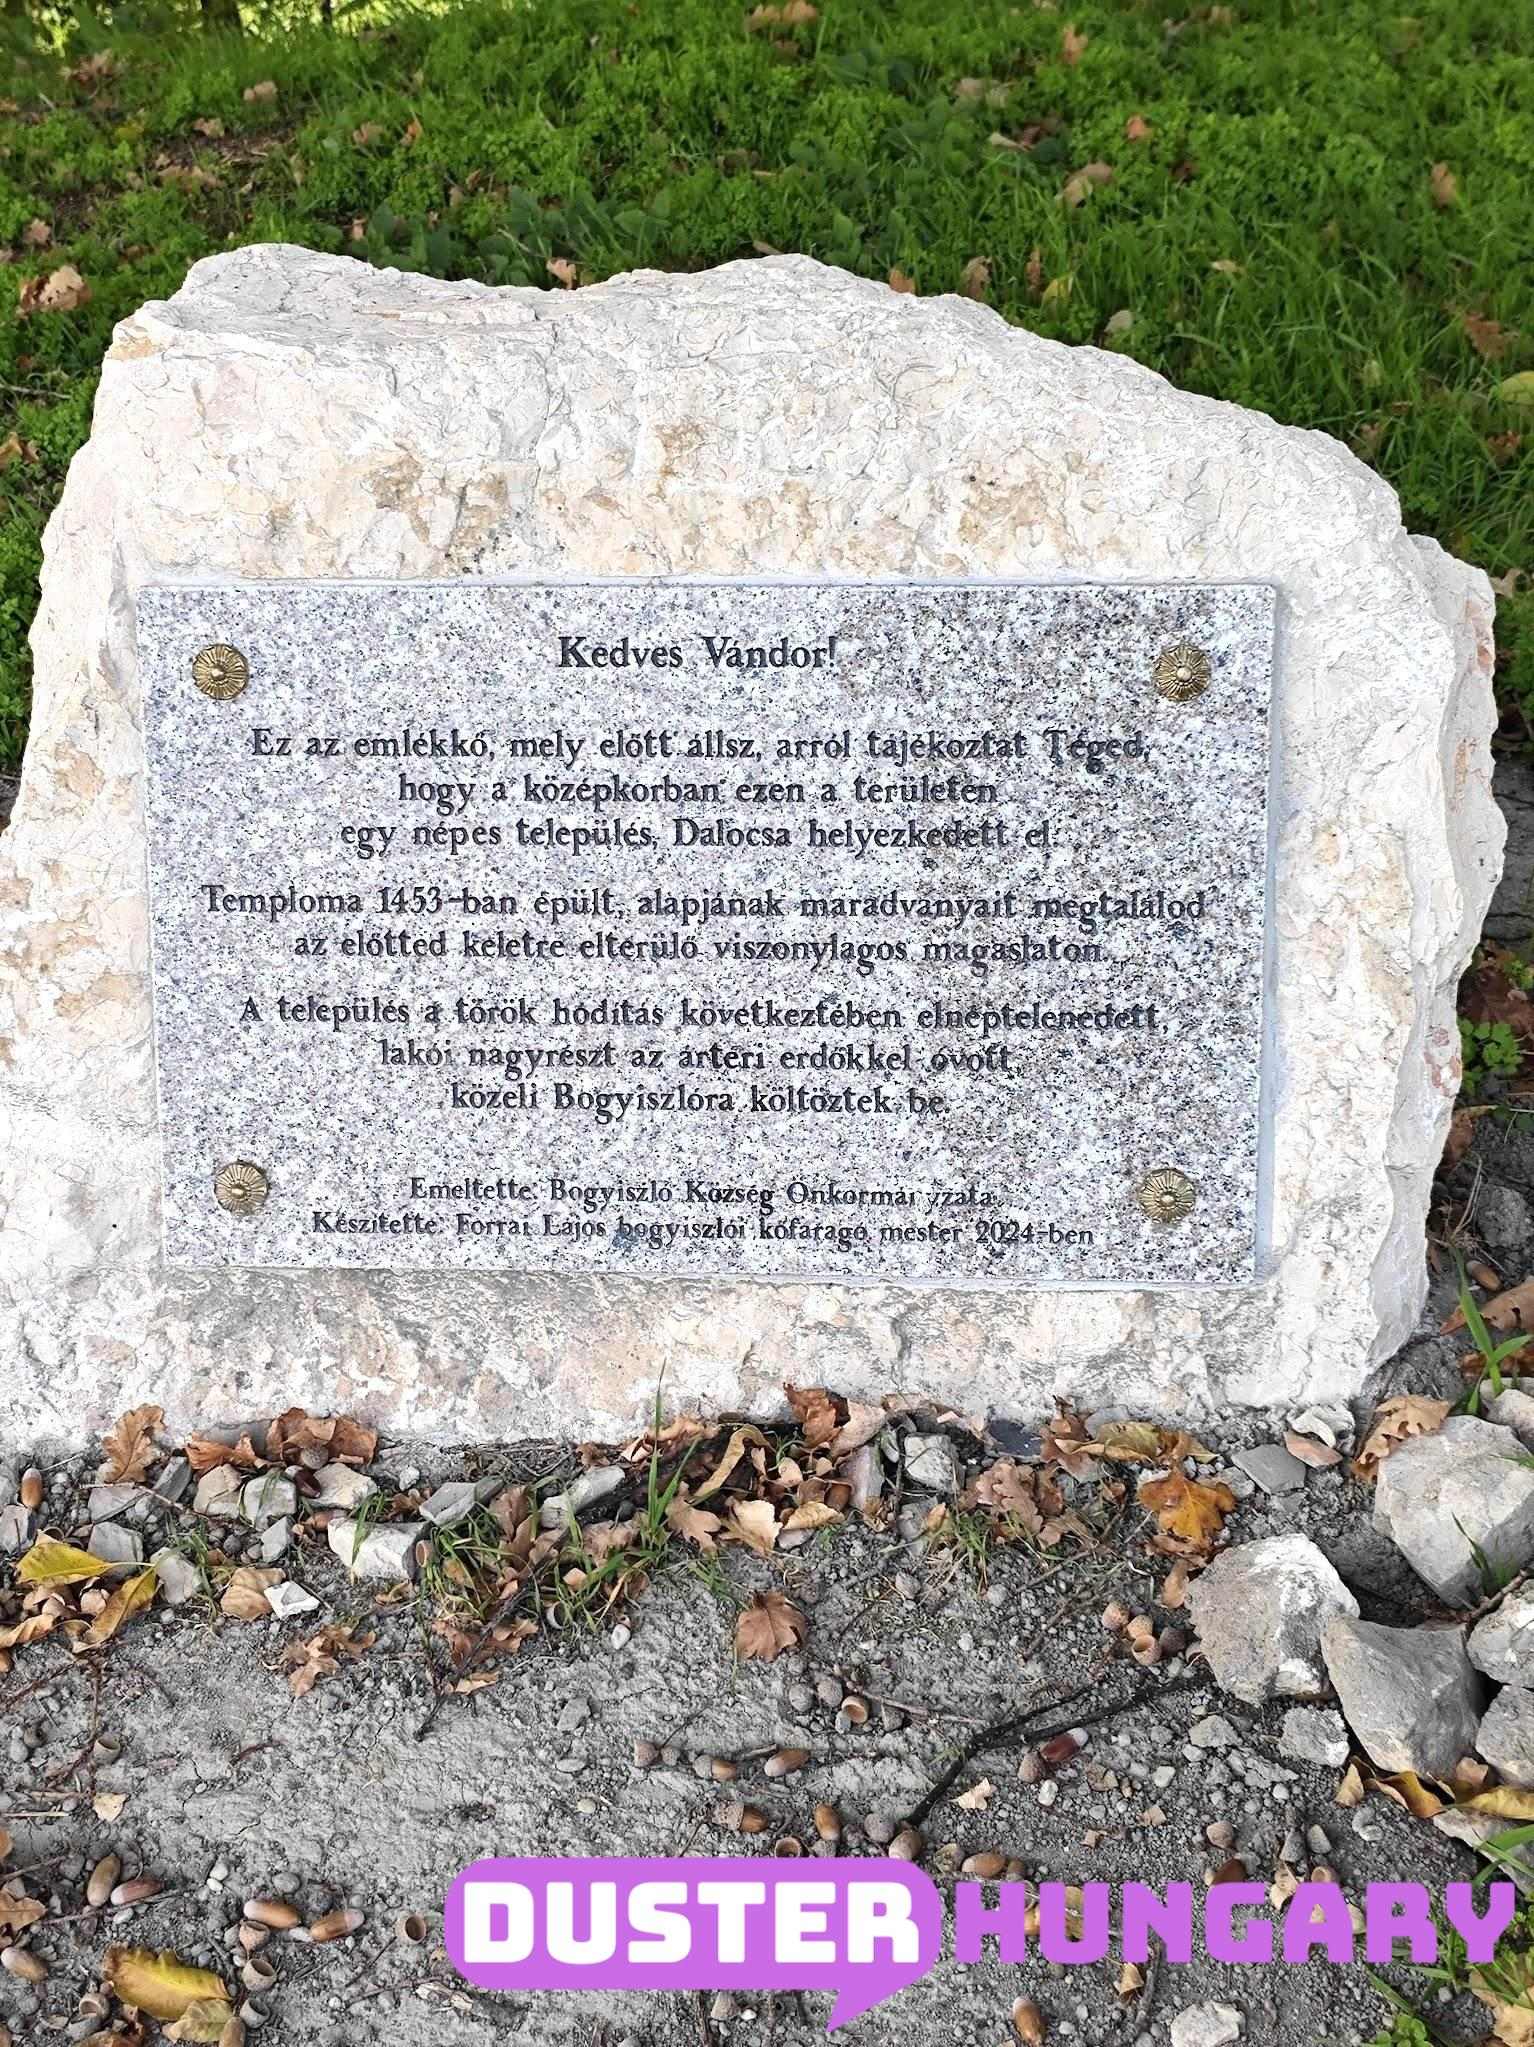 Kedves Vándor!
Ez az emlékkő, mely előtt állsz, arról tájékoztat Téged,
hogy a középkorban ezen a területen
egy népes település, Dalocsa helyezkedett el.
Temploma 1453-ban épült, alapjának maradványait megtalálod
az előtted keletre elterülő viszonylagos magaslaton.
A település a török hódítás következtében elnéptelenedett,
lakói nagyrészt az ártéri erdőkkel óvott,
közeli Bogyiszlóra költöztek be.
Emeltette: Bogyiszló Község Önkormányzata
Készítette: Forrai Lajos bogyiszlói kőfaragó mester 2024-ben
DUSTER HUNGARY